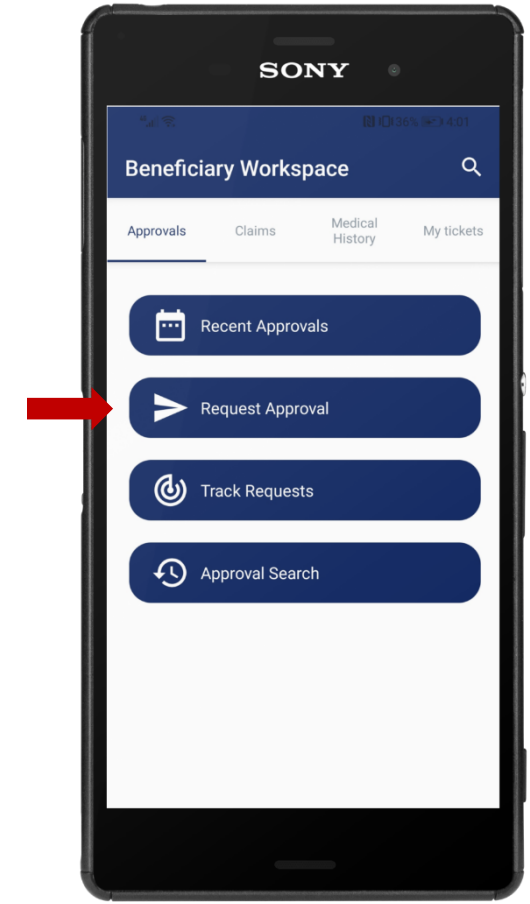 SONY
36% 4:01
Beneficiary Workspace
Approvals
Claims
Medical
History
My tickets
Recent Approvals
Request Approval
Track Requests
Approval Search